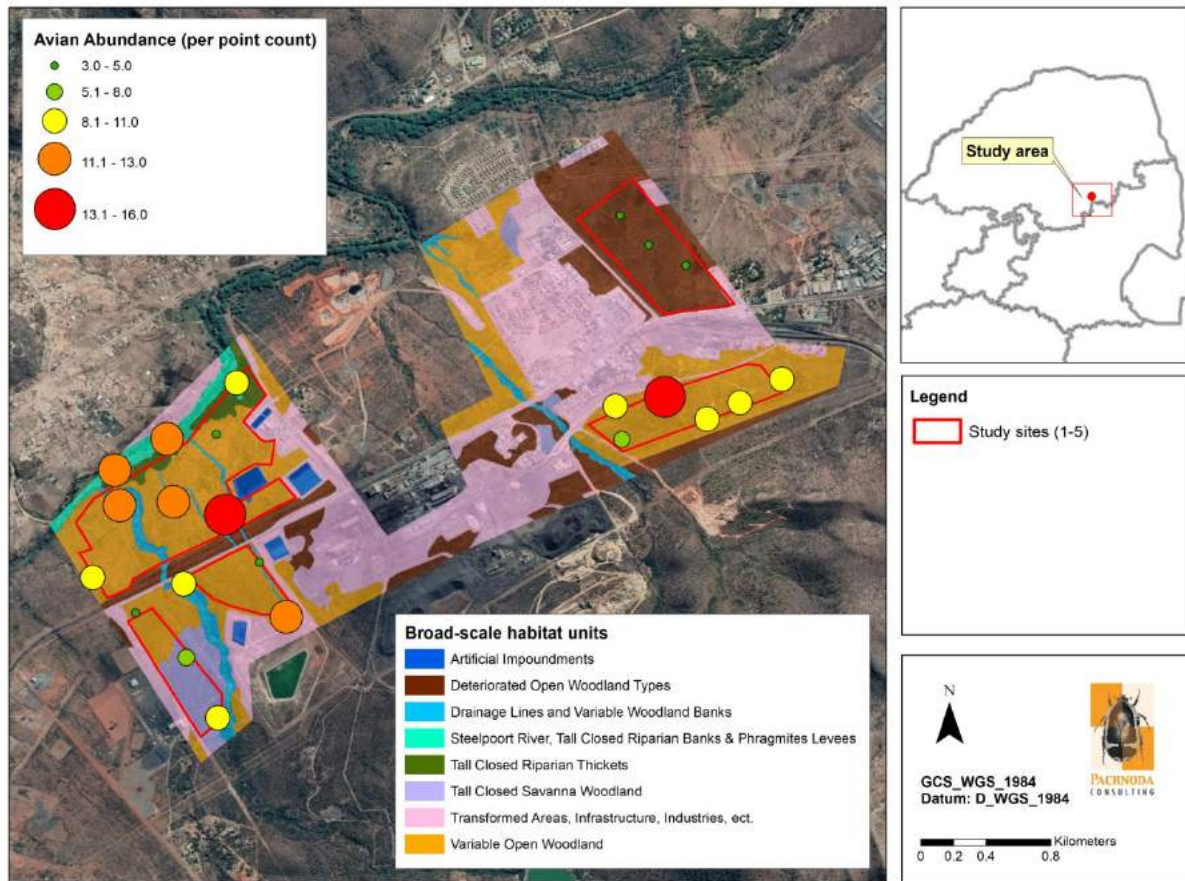 Avian Abundance (per point count)
3.0 - 5.0
5.1 - 8.0
8.1 - 11.0
11.1 - 13.0
13.1 - 16.0
Broad-scale habitat units
Artificial Impoundments
Deteriorated Open Woodland Types
Drainage Lines and Variable Woodland Banks
Steelpoort River, Tall Closed Riparian Banks & Phragmites Levees
Tall Closed Riparian Thickets
Tall Closed Savanna Woodland
Transformed Areas, Infrastructure, Industries, ect.
Variable Open Woodland
Study area
Legend
Study sites (1-5)
N
GCS_WGS_1984
Datum: D_WGS_1984
PACHNODA
CONSULTING
Kilometers
0 0.2 0.4 0.8